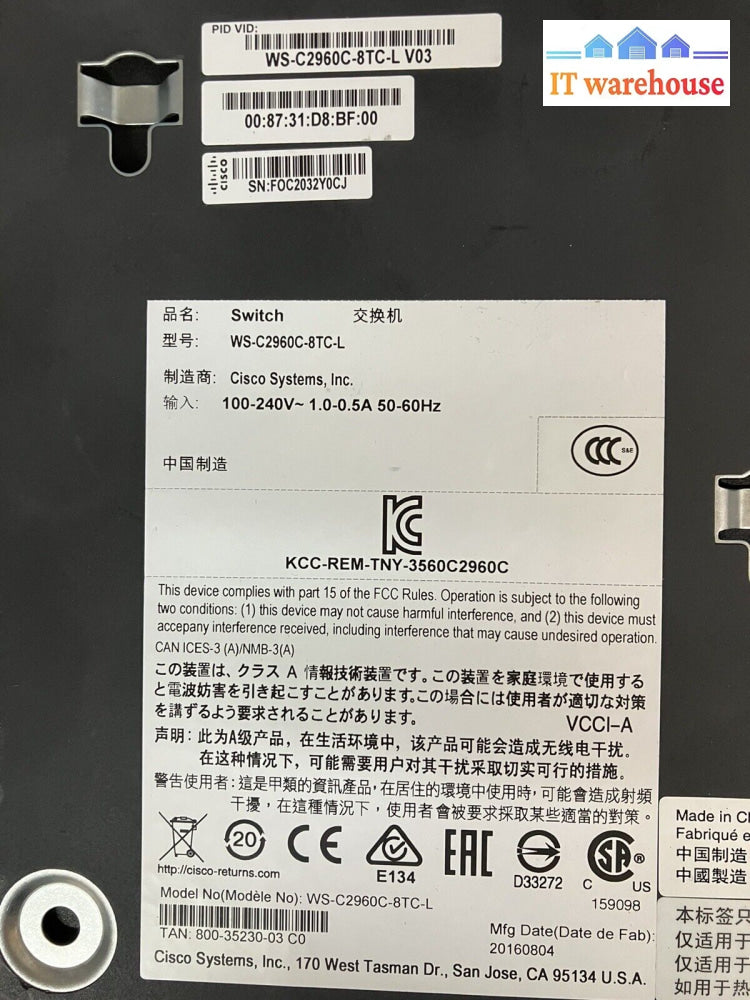 PID VID:
WS-C2960C-8TC-L V03
00:87:31:D8:BF:00
CISCO
SN:FOC2032Y0CJ
IT warehouse
品名: Switch 交换机
型号: WS-C2960C-8TC-L
制造商: Cisco Systems, Inc.
输入: 100-240V~ 1.0-0.5A 50-60Hz
中国制造
CCC S&E
KC
KCC-REM-TNY-3560C2960C
This device complies with part 15 of the FCC Rules. Operation is subject to the following
two conditions: (1) this device may not cause harmful interference, and (2) this device must
accepany interference received, including interference that may cause undesired operation.
CAN ICES-3 (A)/NMB-3(A)
この装置は、クラス A 情報技術装置です。この装置を家庭環境で使用する
と電波妨害を引き起こすことがあります。この場合には使用者が適切な対策
を講ずるよう要求されることがあります。 VCCI-A
声明: 此为A级产品, 在生活环境中, 该产品可能会造成无线电干扰。
在这种情况下, 可能需要用户对其干扰采取切实可行的措施。
警告使用者: 這是甲類的資訊產品, 在居住的環境中使用時, 可能會造成射頻
干擾, 在這種情況下, 使用者會被要求採取某些適當的對策。
20 CE E134 EAC D33272 SA ® C US
http://cisco-returns.com
159098
Model No(Modèle No): WS-C2960C-8TC-L
TAN: 800-35230-03 C0
Mfg Date(Date de Fab):
20160804
Cisco Systems, Inc., 170 West Tasman Dr., San Jose, CA 95134 U.S.A.
Made in C
Fabriqué e
中国制造
中國製造
本标签只
仅适用于
仅适用于
如用于热